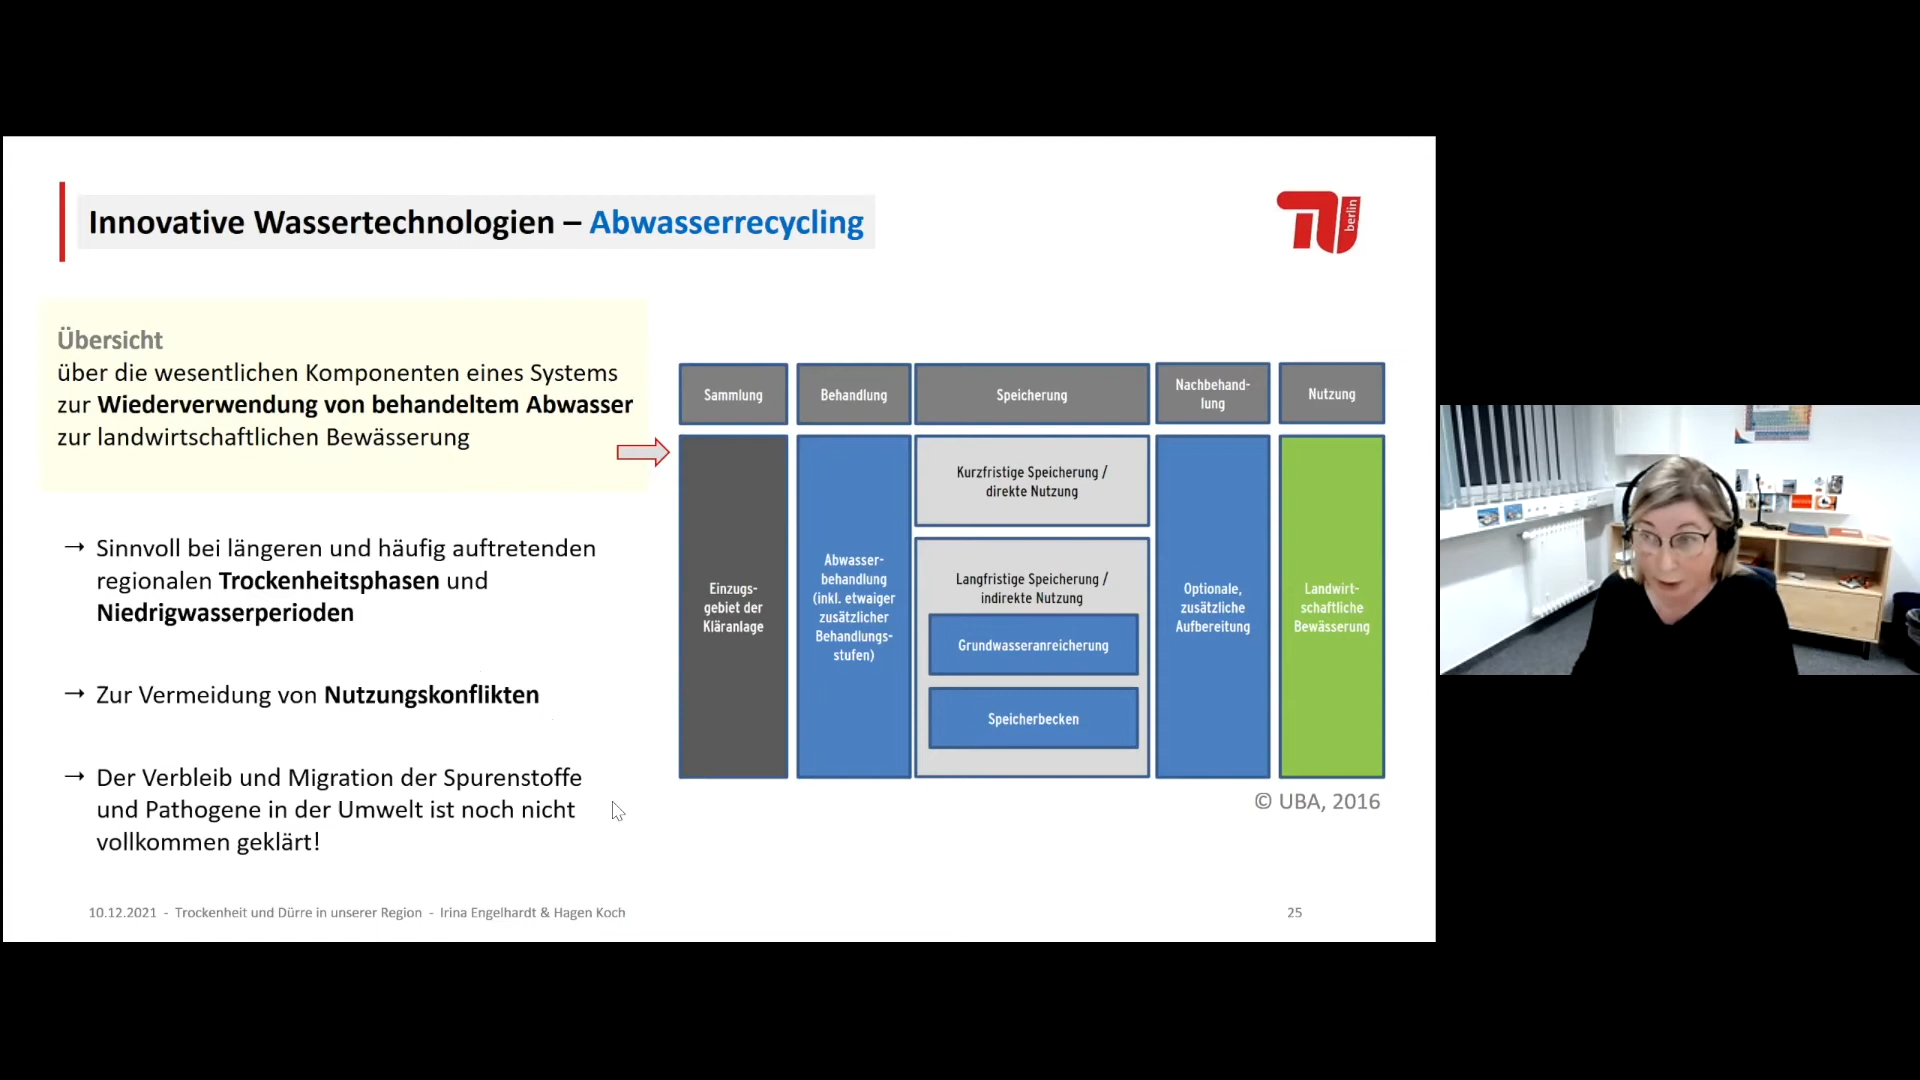 Innovative Wassertechnologien – Abwasserrecycling
berlin
Übersicht
über die wesentlichen Komponenten eines Systems
zur Wiederverwendung von behandeltem Abwasser
zur landwirtschaftlichen Bewässerung
→ Sinnvoll bei längeren und häufig auftretenden
regionalen Trockenheitsphasen und
Niedrigwasserperioden
→ Zur Vermeidung von Nutzungskonflikten
→ Der Verbleib und Migration der Spurenstoffe
und Pathogene in der Umwelt ist noch nicht
vollkommen geklärt!
Sammlung
Behandlung
Speicherung
Nachbehand-
lung
Nutzung
Einzugs-
gebiet der
Kläranlage
Abwasser-
behandlung
(inkl. etwaiger
zusätzlicher
Behandlungs-
stufen)
Kurzfristige Speicherung /
direkte Nutzung
Langfristige Speicherung /
indirekte Nutzung
Grundwasseranreicherung
Speicherbecken
Optionale,
zusätzliche
Aufbereitung
Landwirt-
schaftliche
Bewässerung
© UBA, 2016
10.12.2021 - Trockenheit und Dürre in unserer Region - Irina Engelhardt & Hagen Koch
25